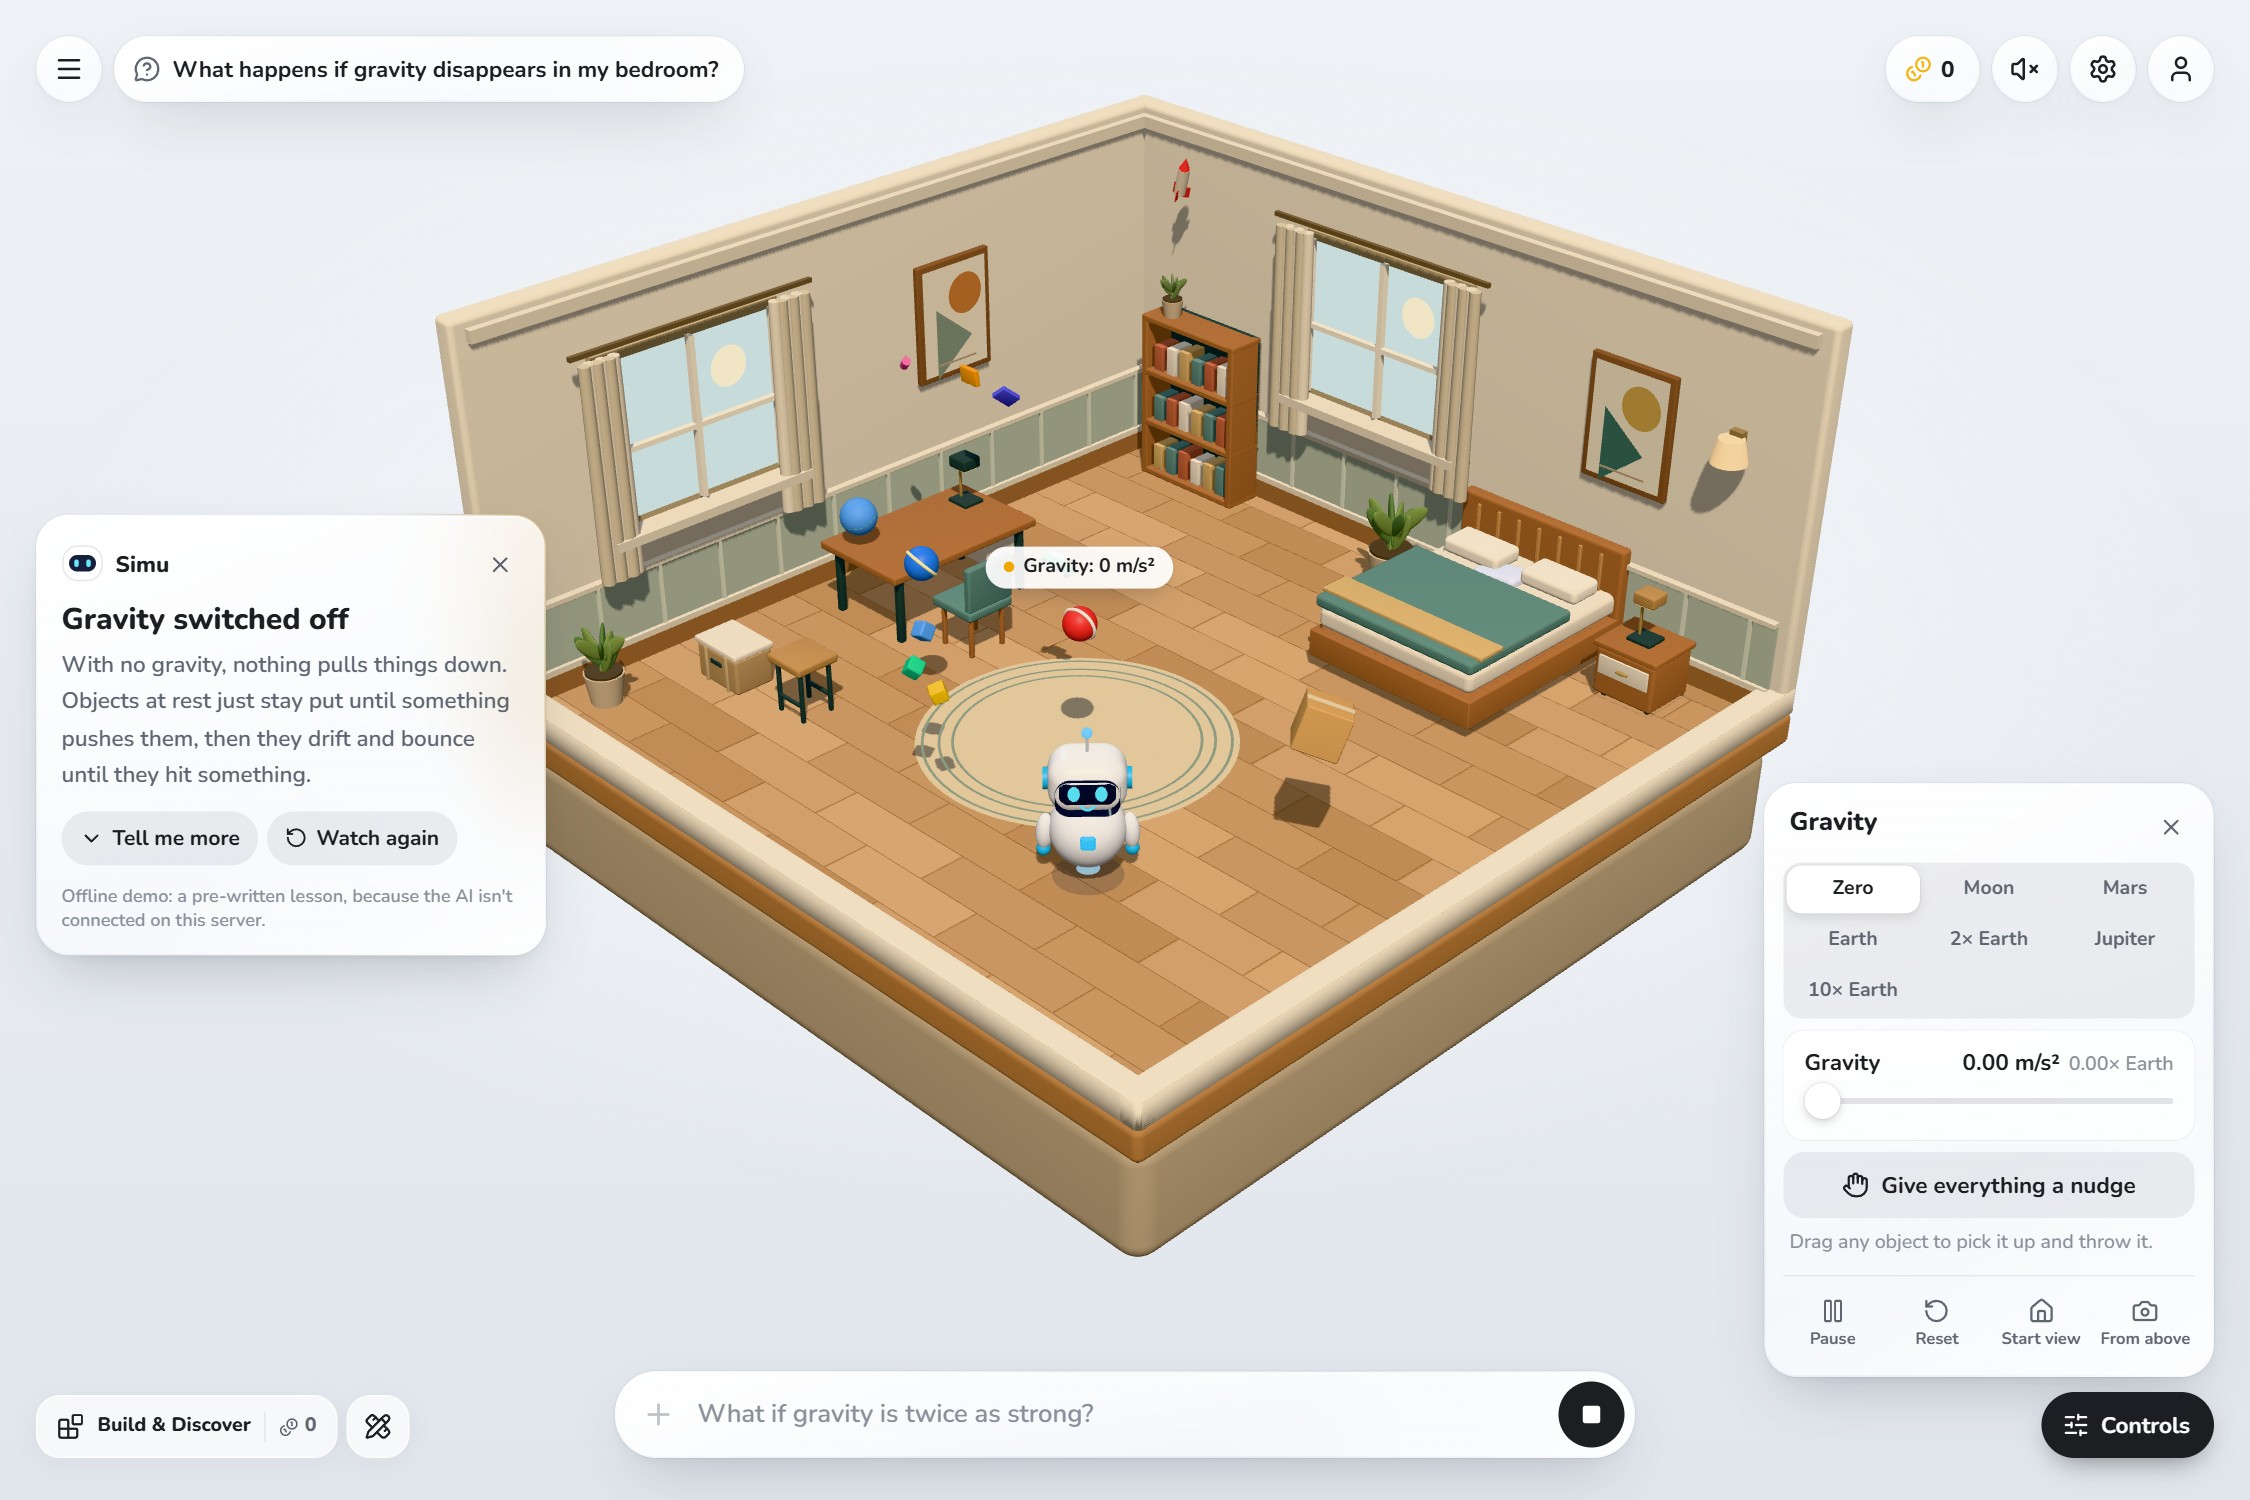 What happens if gravity disappears in my bedroom?
0
Gravity: 0 m/s²
Simu
Gravity switched off
With no gravity, nothing pulls things down.
Objects at rest just stay put until something
pushes them, then they drift and bounce
until they hit something.
Tell me more
Watch again
Offline demo: a pre-written lesson, because the AI isn't
connected on this server.
Gravity
Zero Moon Mars
Earth 2× Earth Jupiter
10× Earth
Gravity 0.00 m/s² 0.00× Earth
Give everything a nudge
Drag any object to pick it up and throw it.
Pause Reset Start view From above
Build & Discover 0
What if gravity is twice as strong?
Controls